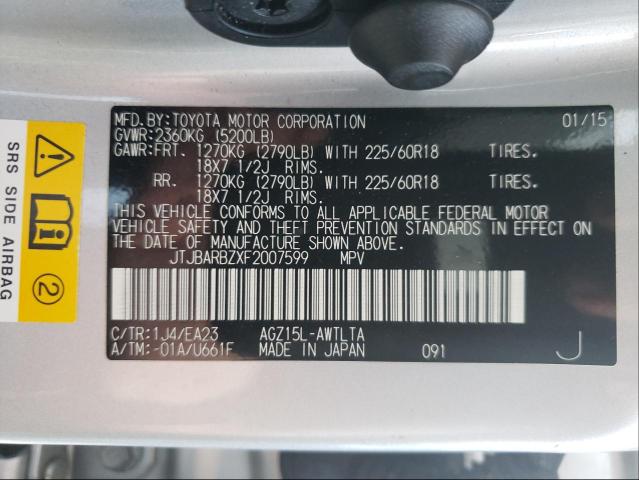 MFD.BY:TOYOTA MOTOR CORPORATION 01/15
GVWR:2360KG (5200LB)
GAWR:FRT. 1270KG (2790LB) WITH 225/60R18 TIRES.
18X7 1/2J RIMS.
RR. 1270KG (2790LB) WITH 225/60R18 TIRES.
18X7 1/2J RIMS.
THIS VEHICLE CONFORMS TO ALL APPLICABLE FEDERAL MOTOR
VEHICLE SAFETY AND THEFT PREVENTION STANDARDS IN EFFECT ON
THE DATE OF MANUFACTURE SHOWN ABOVE.
JTJBARBZXF2007599 MPV
C/TR:1J4/EA23 AGZ15L-AWTLTA
A/TM:-01A/U661F MADE IN JAPAN 091 J
SRS SIDE AIRBAG
2